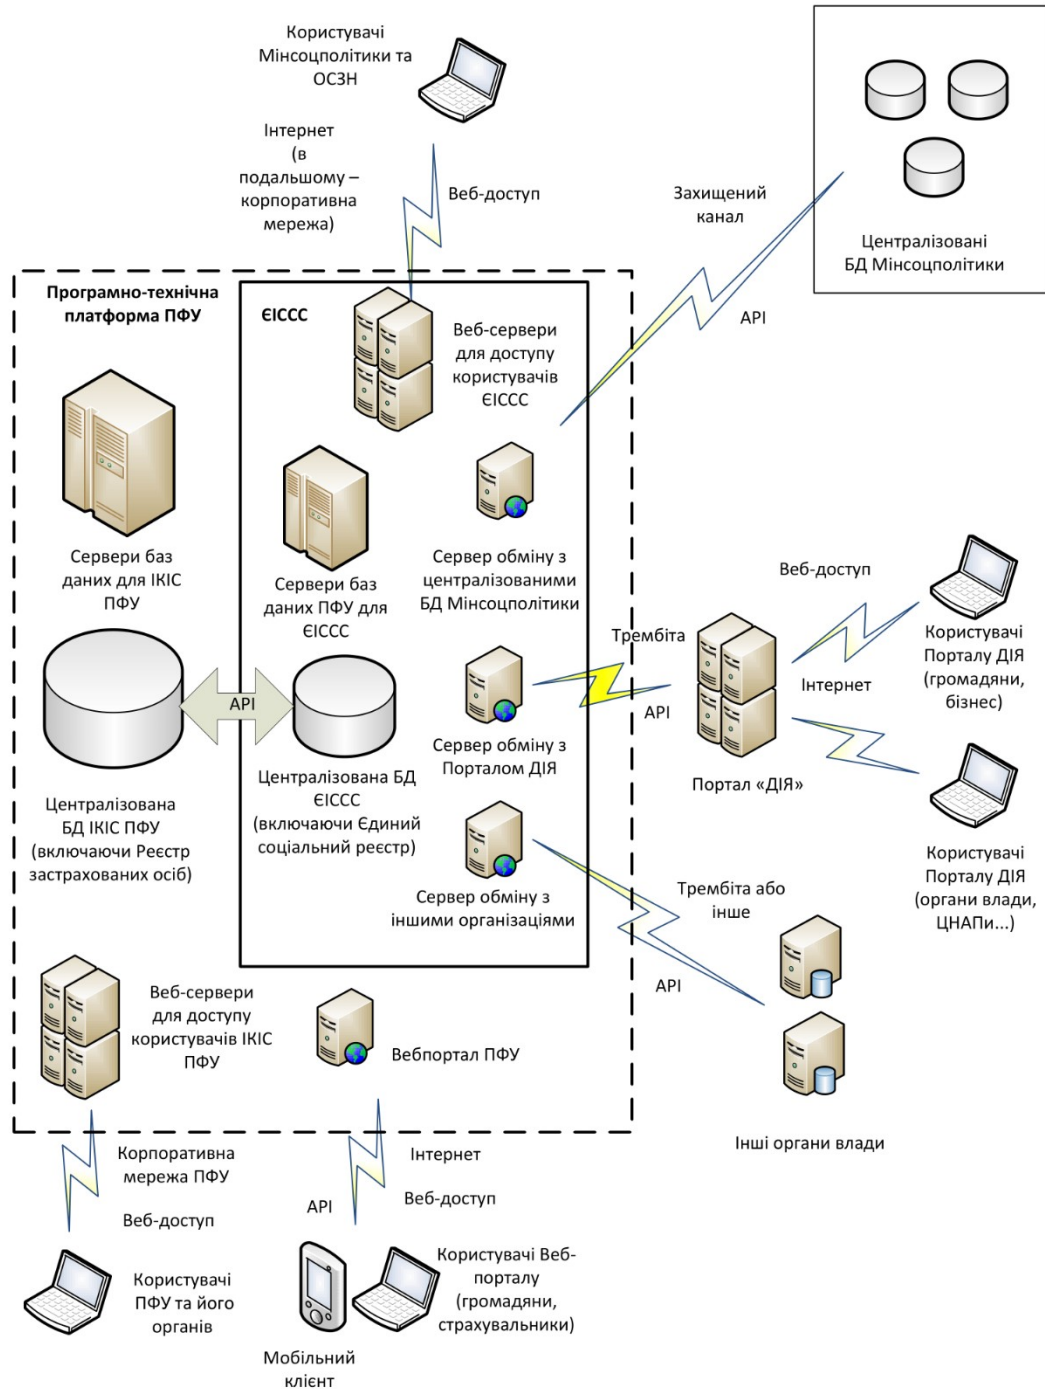 Користувачі
Мінсоцполітики та
ОСЗН
Інтернет
(в
подальшому –
корпоративна
мережа)
Веб-доступ
Захищений
канал
API
Централізовані
БД Мінсоцполітики
Програмно-технічна
платформа ПФУ
ЄІССС
Веб-сервери
для доступу
користувачів
ЄІССС
Сервери баз
даних для ІКІС
ПФУ
Сервери баз
даних ПФУ для
ЄІССС
Сервер обміну з
централізованими
БД Мінсоцполітики
API
Централізована
БД ІКІС ПФУ
(включаючи Реєстр
застрахованих осіб)
Централізована БД
ЄІССС
(включаючи Єдиний
соціальний реєстр)
Сервер обміну з
Порталом ДІЯ
Сервер обміну з
іншими організаціями
Трембіта
API
Портал «ДІЯ»
Веб-доступ
Інтернет
Користувачі
Порталу ДІЯ
(громадяни,
бізнес)
Користувачі
Порталу ДІЯ
(органи влади,
ЦНАПи...)
Трембіта або
інше
API
Інші органи влади
Веб-сервери
для доступу
користувачів ІКІС
ПФУ
Вебпортал ПФУ
Корпоративна
мережа ПФУ
Веб-доступ
Користувачі
ПФУ та його
органів
Інтернет
API
Веб-доступ
Мобільний
клієнт
Користувачі Веб-
порталу
(громадяни,
страхувальники)